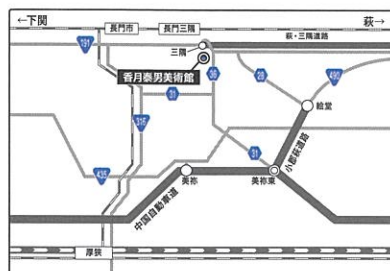 ←下関
長門市
長門三隅
萩→
191
三隅
萩・三隅道路
香月泰男美術館
36
28
490
31
絵堂
316
小郡萩道路
31
435
美祢
美祢東
中国自動車道
厚狭